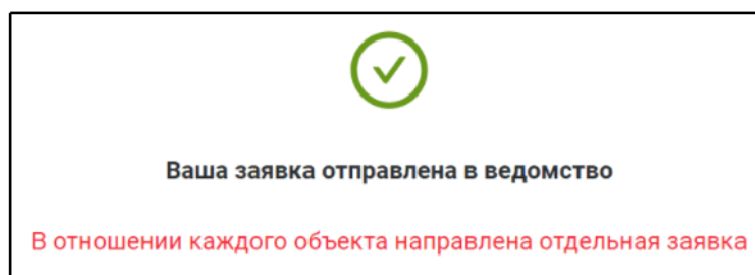 Ваша заявка отправлена в ведомство
В отношении каждого объекта направлена отдельная заявка